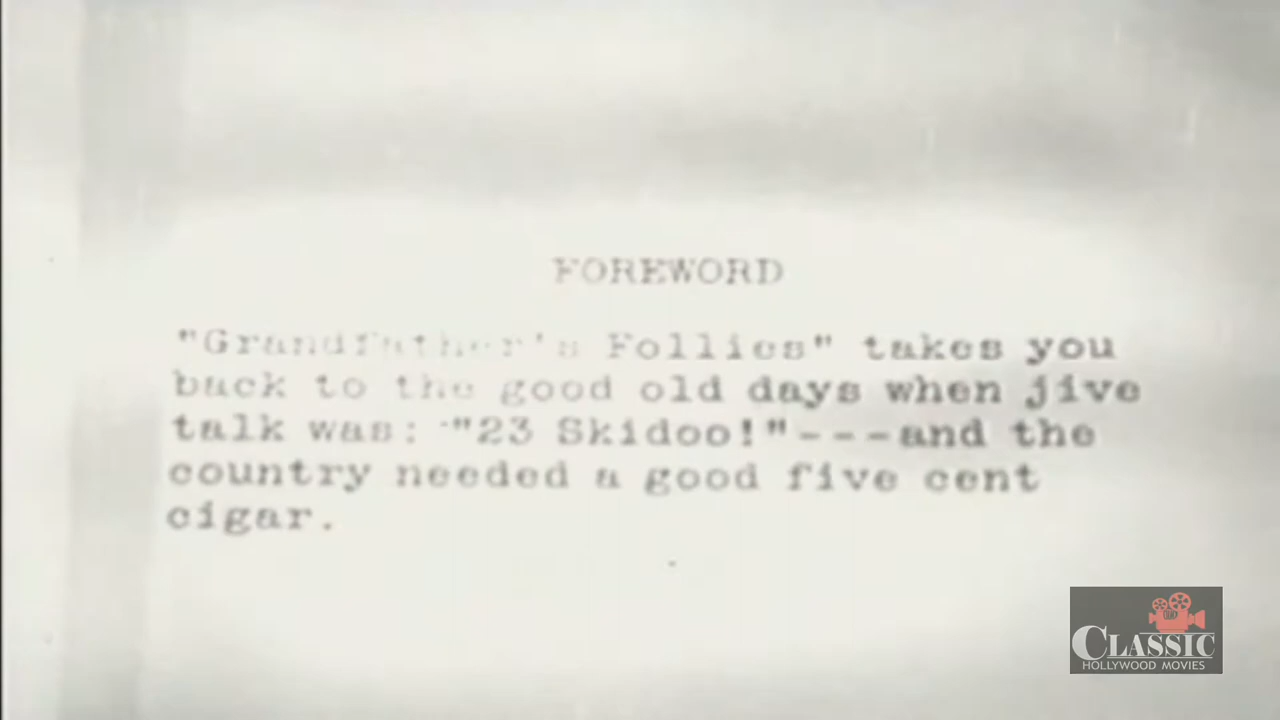 FOREWORD
"Grandfather's Follies" takes you
back to the good old days when jive
talk was: "23 Skidoo!"---and the
country needed a good five cent
cigar.
CLASSIC
HOLLYWOOD MOVIES